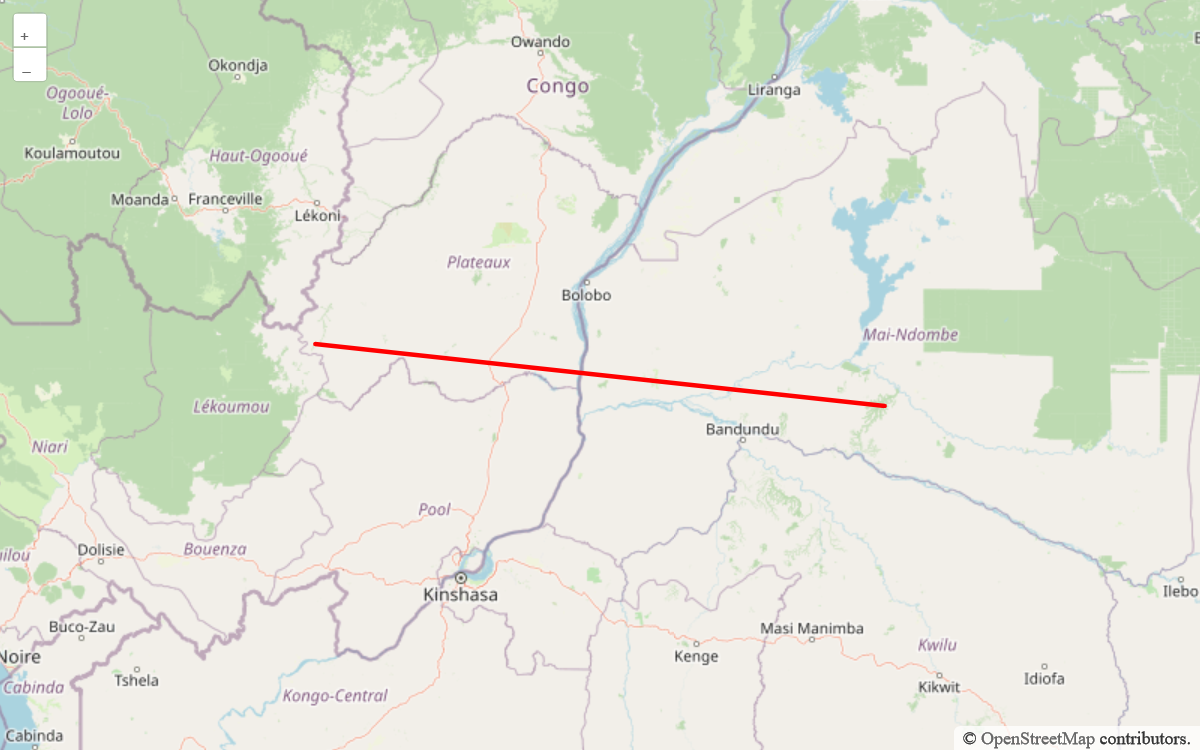 +
–
Owando
Okondja
Congo
Liranga
Ogooué-
Lolo
Koulamoutou
Haut-Ogooué
Moanda
Franceville
Lékoni
Plateaux
Bolobo
Mai-Ndombe
Lékoumou
Bandundu
Niari
Pool
Bouenza
Dolisie
uilou
Kinshasa
Ilebo
Buco-Zau
Masi Manimba
Noire
Kenge
Kwilu
Tshela
Cabinda
Kongo-Central
Kikwit
Idiofa
Cabinda
© OpenStreetMap contributors.